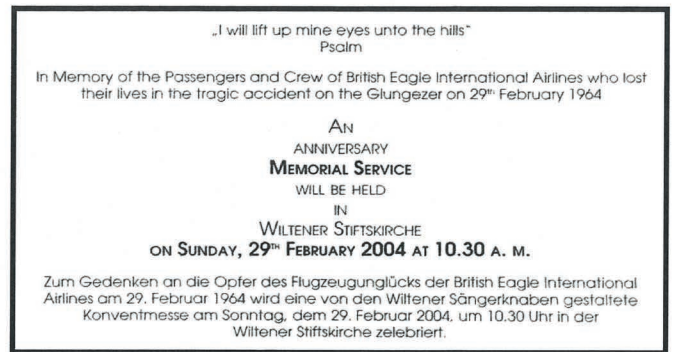 „I will lift up mine eyes unto the hills“
Psalm
In Memory of the Passengers and Crew of British Eagle International Airlines who lost
their lives in the tragic accident on the Glungezer on 29th February 1964
AN
ANNIVERSARY
MEMORIAL SERVICE
WILL BE HELD
IN
WILTENER STIFTSKIRCHE
ON SUNDAY, 29TH FEBRUARY 2004 AT 10.30 A. M.
Zum Gedenken an die Opfer des Flugzeugunglücks der British Eagle International
Airlines am 29. Februar 1964 wird eine von den Wiltener Sängerknaben gestaltete
Konventmesse am Sonntag, dem 29. Februar 2004, um 10.30 Uhr in der
Wiltener Stiftskirche zelebriert.